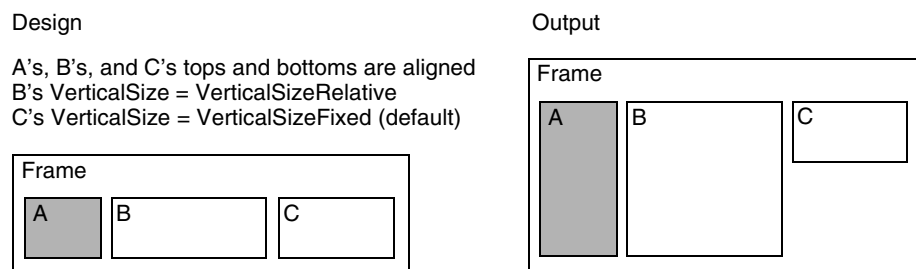 Design
A's, B's, and C's tops and bottoms are aligned
B's VerticalSize = VerticalSizeRelative
C's VerticalSize = VerticalSizeFixed (default)
Frame
A
B
C
Output
Frame
A
B
C